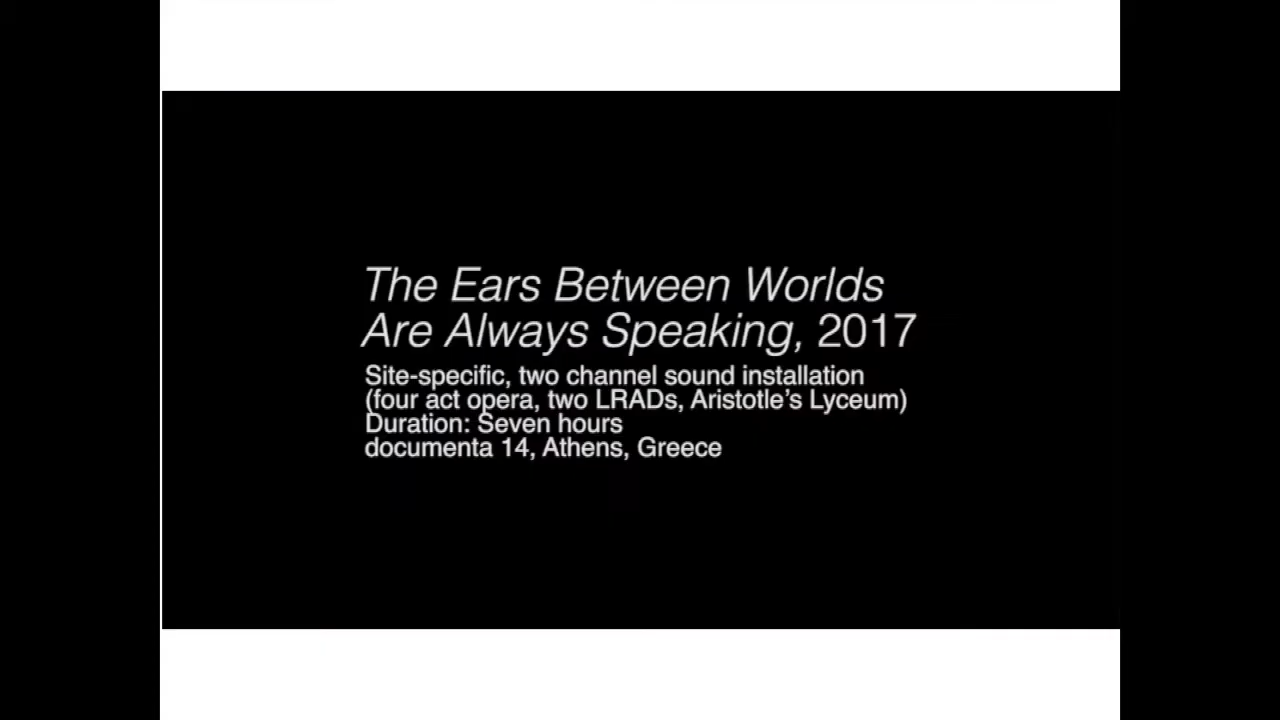 The Ears Between Worlds
Are Always Speaking, 2017
Site-specific, two channel sound installation
(four act opera, two LRADs, Aristotle’s Lyceum)
Duration: Seven hours
documenta 14, Athens, Greece